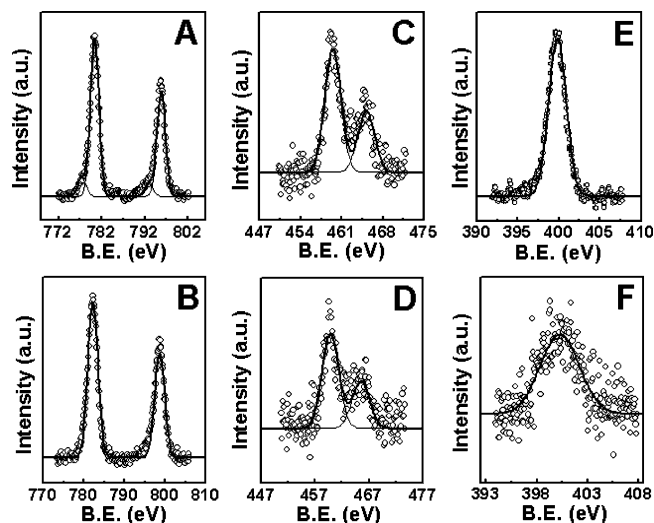 A
Intensity (a.u.)
772 782 792 802
B.E. (eV)
C
Intensity (a.u.)
447 454 461 468 475
B.E. (eV)
E
Intensity (a.u.)
390 395 400 405 410
B.E. (eV)
B
Intensity (a.u.)
770 780 790 800 810
B.E. (eV)
D
Intensity (a.u.)
447 457 467 477
B.E. (eV)
F
Intensity (a.u.)
393 398 403 408
B.E. (eV)